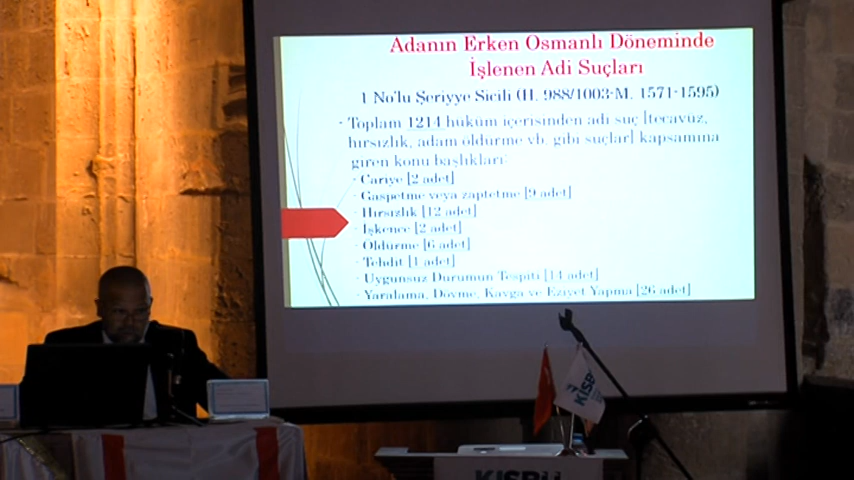 Adanın Erken Osmanlı Döneminde
İşlenen Adi Suçları
1 No'lu Şeriyye Sicili (H. 988/1003-M. 1571-1595)
- Toplam 1214 hüküm içerisinden adi suç [tecavüz,
hırsızlık, adam öldürme vb. gibi suçlar] kapsamına
giren konu başlıkları:
- Cariye [2 adet]
- Gaspetme veya zaptetme [9 adet]
- Hırsızlık [12 adet]
- İşkence [2 adet]
- Öldürme [6 adet]
- Tehdit [1 adet]
- Uygunsuz Durumun Tespiti [14 adet]
- Yaralama, Dövme, Kavga ve Eziyet Yapma [26 adet]